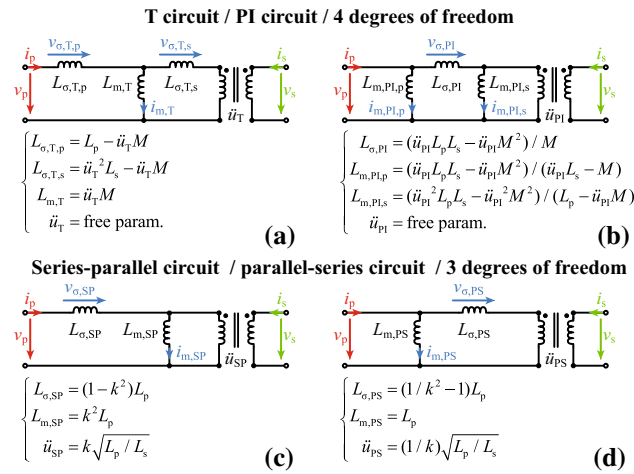 T circuit / PI circuit / 4 degrees of freedom
i_p v_σ,T,p v_σ,T,s i_s
v_p L_σ,T,p L_m,T L_σ,T,s v_s
i_m,T ü_T
L_σ,T,p = L_p − ü_T M
L_σ,T,s = ü_T² L_s − ü_T M
L_m,T = ü_T M
ü_T = free param.
(a)
i_p v_σ,PI i_s
v_p L_m,PI,p L_σ,PI L_m,PI,s v_s
i_m,PI,p i_m,PI,s ü_PI
L_σ,PI = (ü_PI L_p L_s − ü_PI M²) / M
L_m,PI,p = (ü_PI L_p L_s − ü_PI M²) / (ü_PI L_s − M)
L_m,PI,s = (ü_PI² L_p L_s − ü_PI² M²) / (L_p − ü_PI M)
ü_PI = free param.
(b)
Series-parallel circuit / parallel-series circuit / 3 degrees of freedom
i_p v_σ,SP i_s
v_p L_σ,SP L_m,SP v_s
i_m,SP ü_SP
L_σ,SP = (1 − k²) L_p
L_m,SP = k² L_p
ü_SP = k √(L_p / L_s)
(c)
i_p v_σ,PS i_s
v_p L_m,PS L_σ,PS v_s
i_m,PS ü_PS
L_σ,PS = (1/k² − 1) L_p
L_m,PS = L_p
ü_PS = (1/k) √(L_p / L_s)
(d)